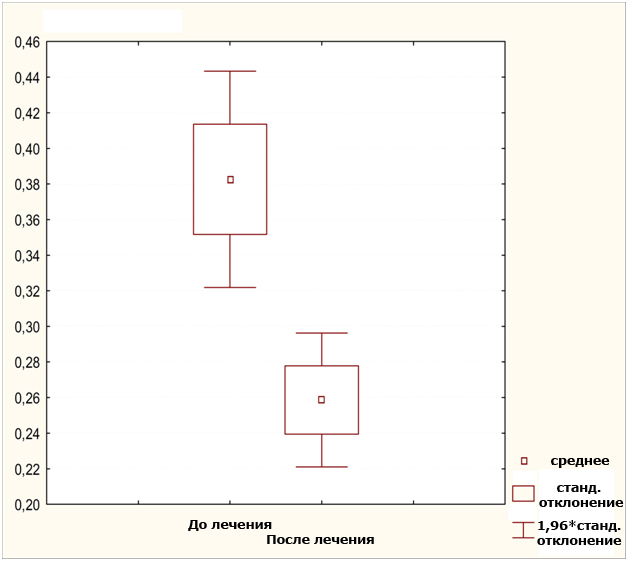 0,46
0,44
0,42
0,40
0,38
0,36
0,34
0,32
0,30
0,28
0,26
0,24
0,22
0,20
До лечения
После лечения
среднее
станд.
отклонение
1,96*станд.
отклонение